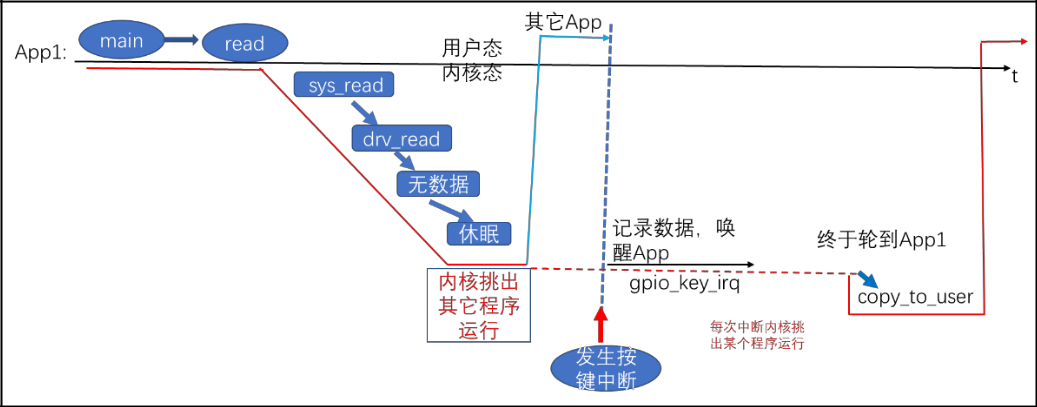 App1:
main
read
用户态
内核态
其它App
t
sys_read
drv_read
无数据
休眠
内核挑出
其它程序
运行
记录数据，唤
醒App
gpio_key_irq
发生按
键中断
每次中断内核挑
出某个程序运行
终于轮到App1
copy_to_user